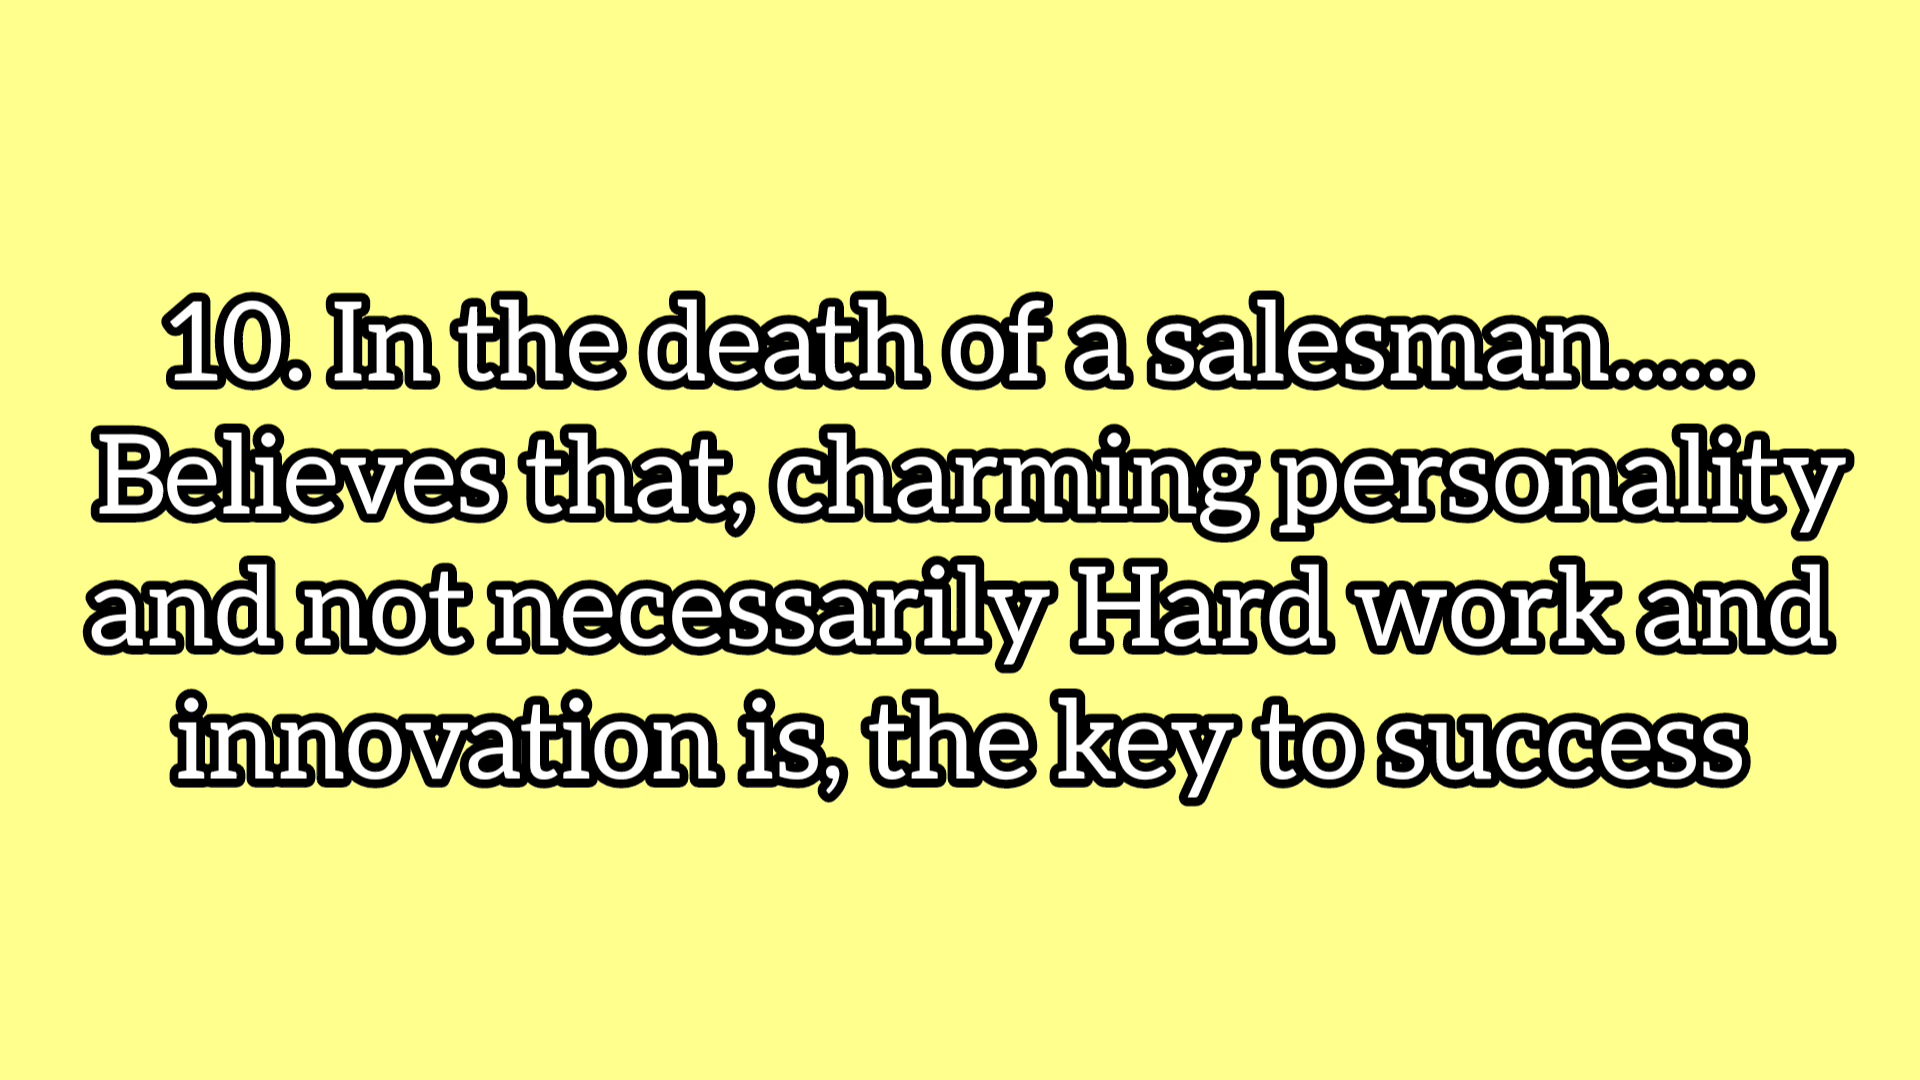 10. In the death of a salesman......
Believes that, charming personality
and not necessarily Hard work and
innovation is, the key to success